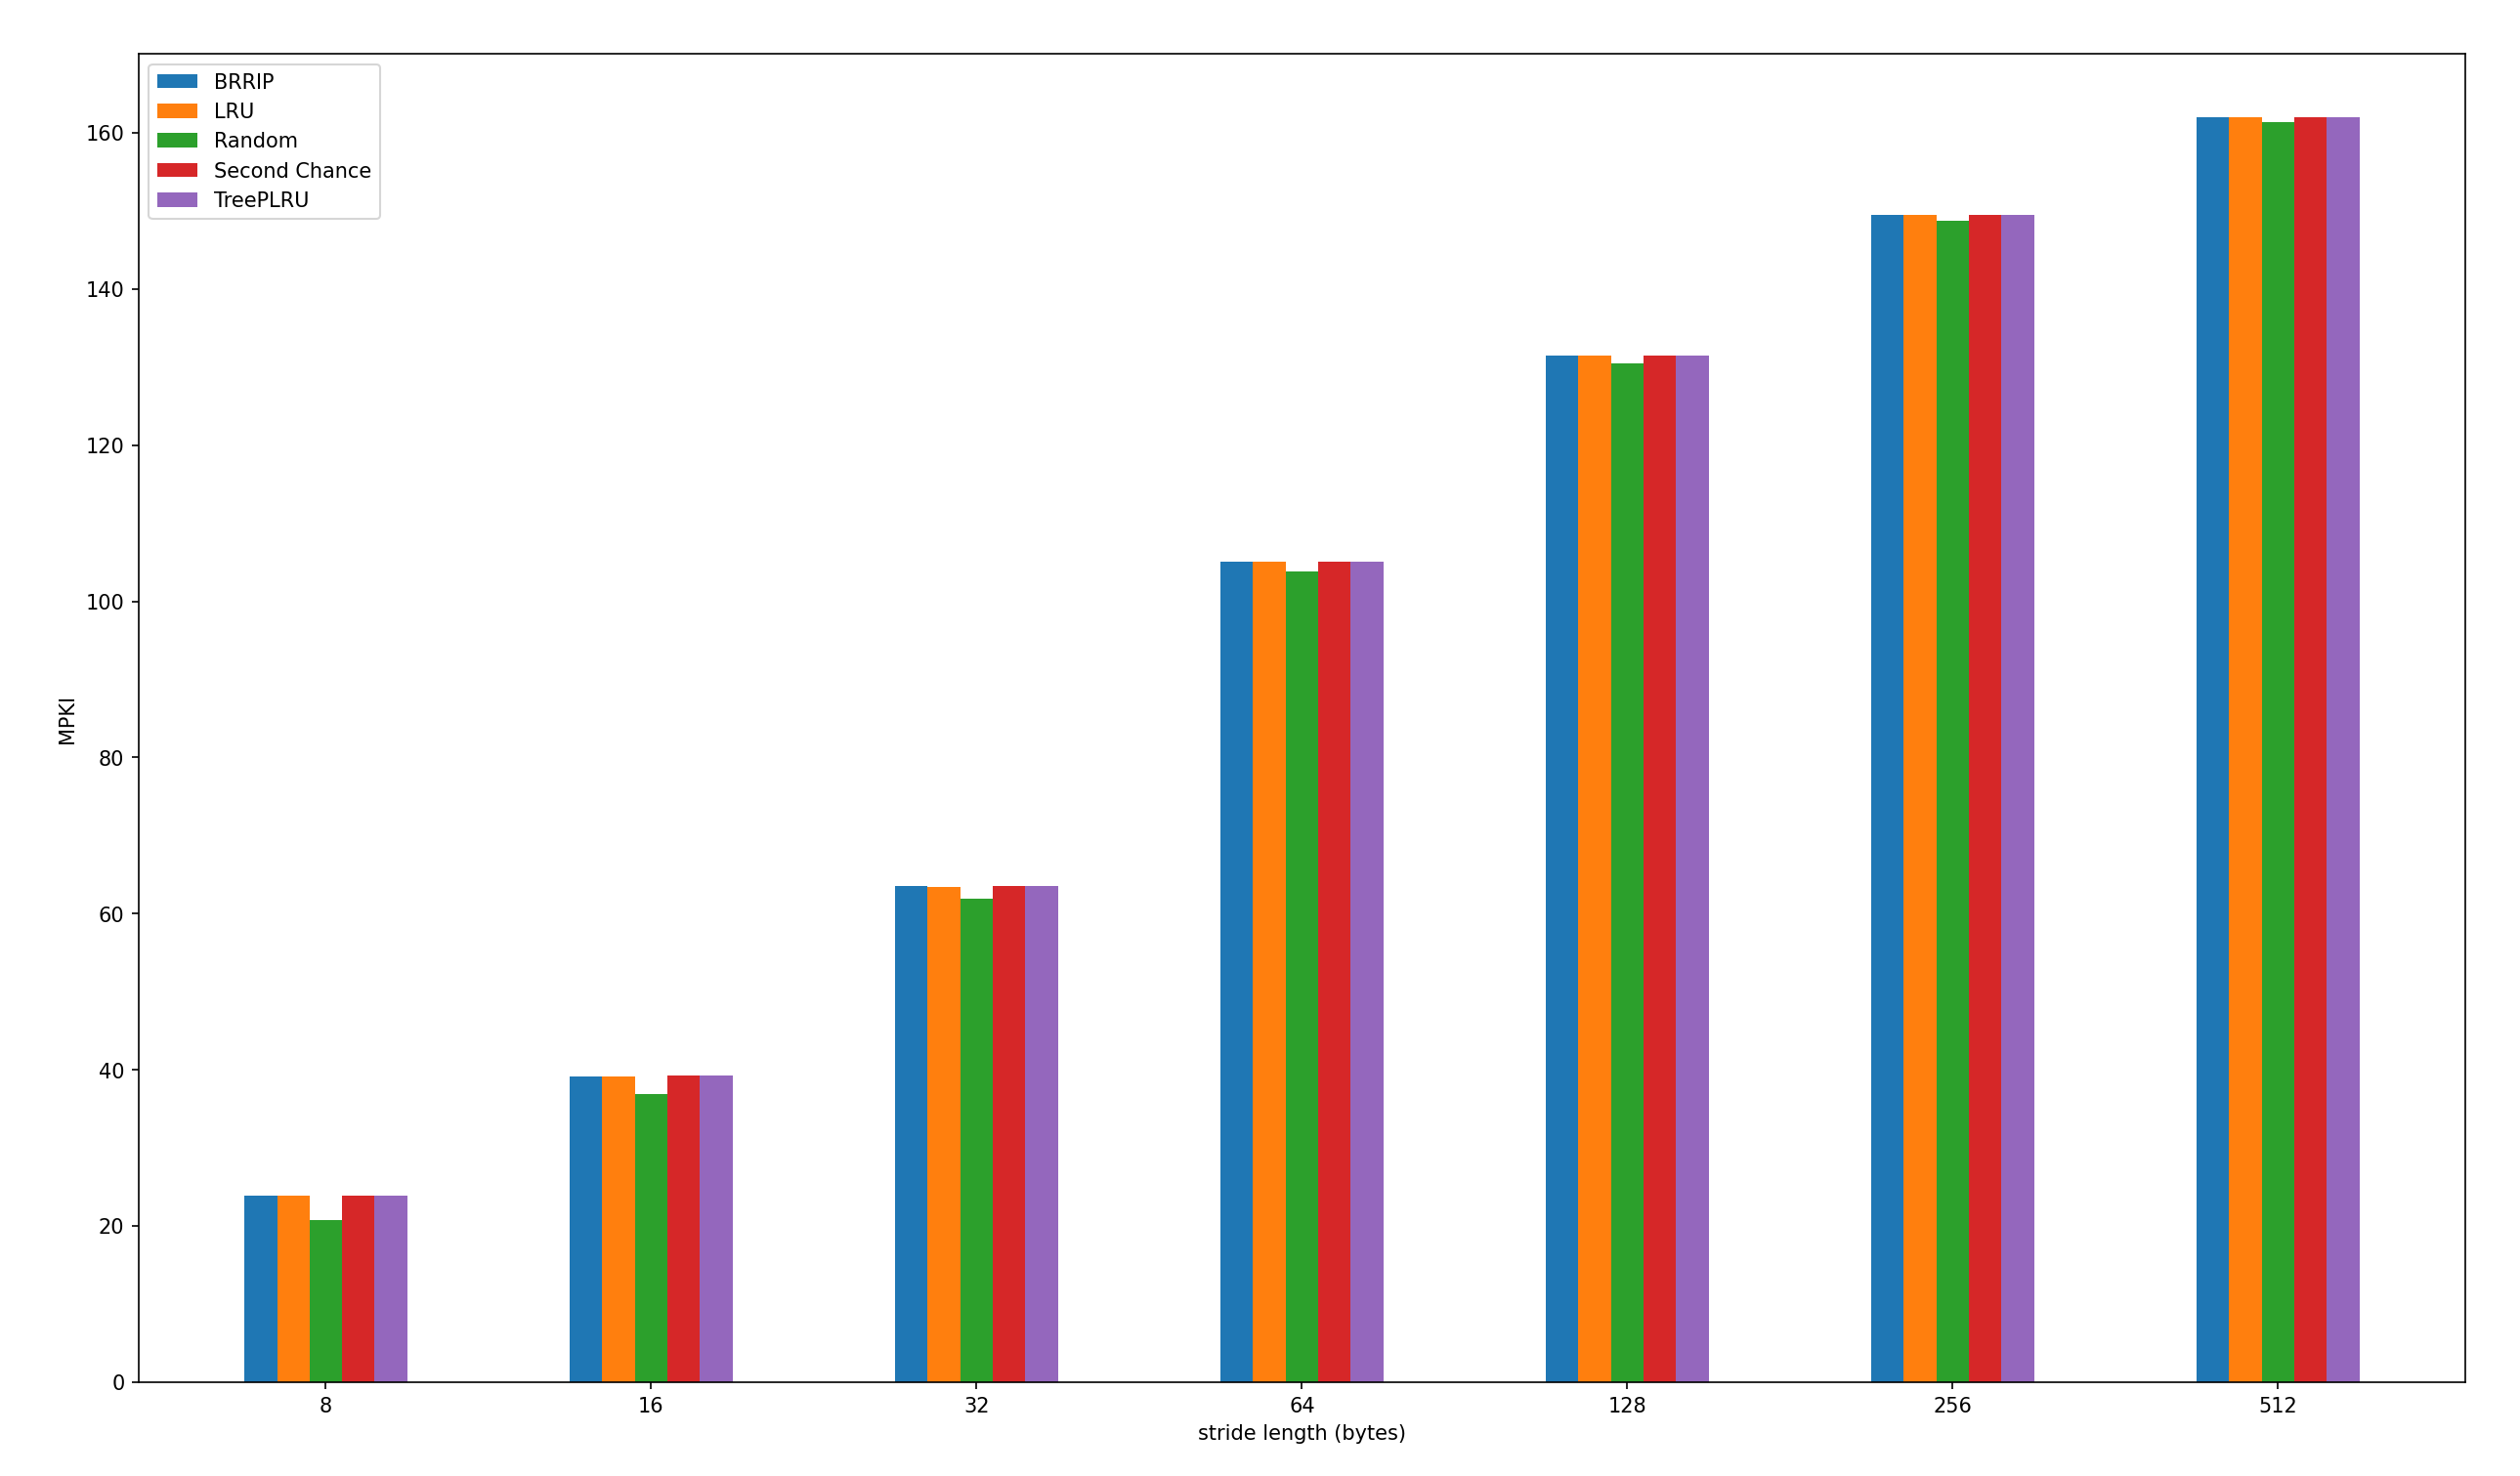 BRRIP
LRU
Random
Second Chance
TreePLRU
160
140
120
100
80
60
40
20
0
MPKI
8 16 32 64 128 256 512
stride length (bytes)